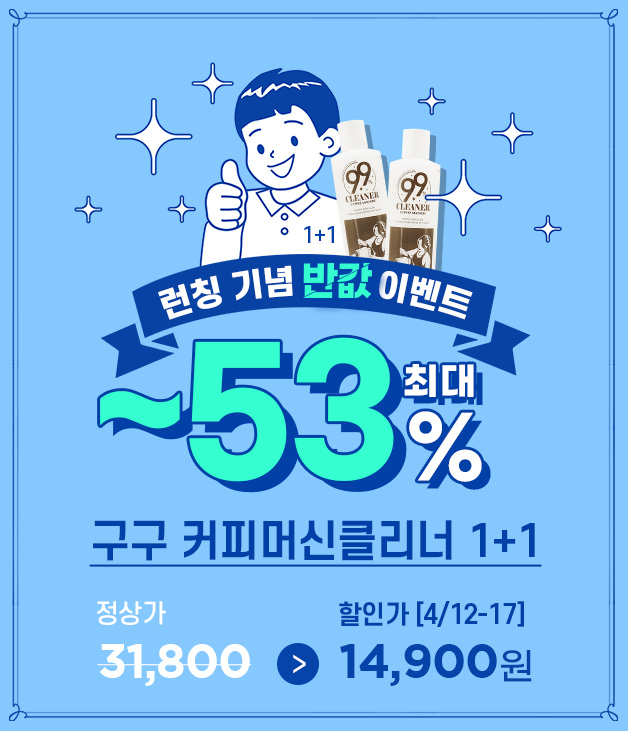 1+1
99
CLEANER
99
CLEANER
런칭 기념 반값 이벤트
~53 최대 %
구구 커피머신클리너 1+1
정상가
할인가 [4/12-17]
31,800 > 14,900원